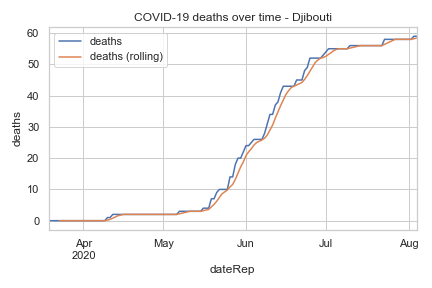 COVID-19 deaths over time - Djibouti
deaths
deaths (rolling)
60
50
40
30
20
10
0
deaths
Apr
2020
May
Jun
Jul
Aug
dateRep